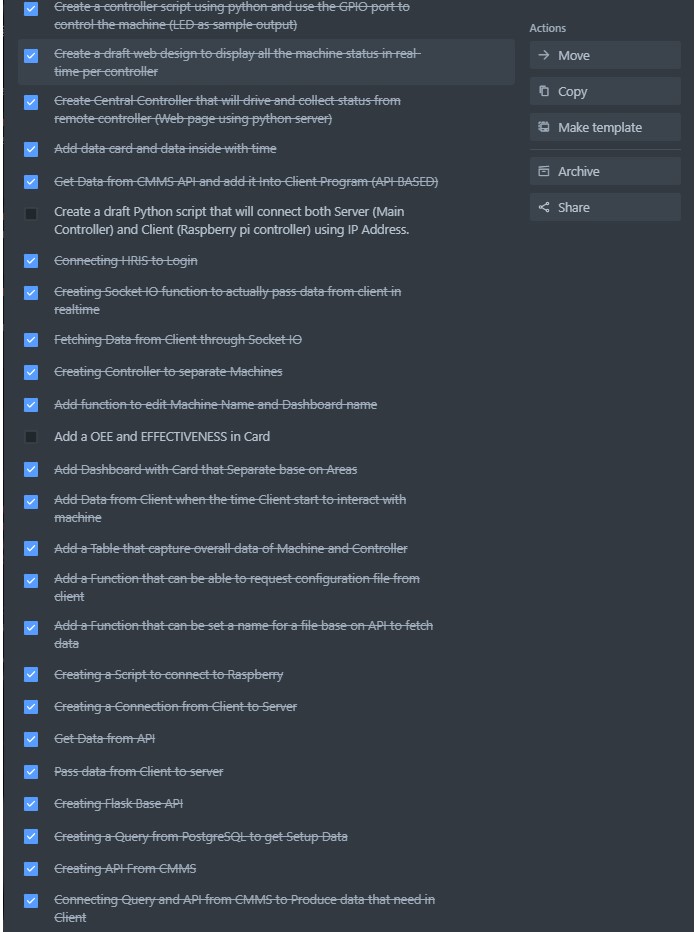 Create a controller script using python and use the GPIO port to
control the machine (LED as sample output)
Create a draft web design to display all the machine status in real-
time per controller
Create Central Controller that will drive and collect status from
remote controller (Web page using python server)
Add data card and data inside with time
Get Data from CMMS API and add it Into Client Program (API BASED)
Create a draft Python script that will connect both Server (Main
Controller) and Client (Raspberry pi controller) using IP Address.
Connecting HRIS to Login
Creating Socket IO function to actually pass data from client in
realtime
Fetching Data from Client through Socket IO
Creating Controller to separate Machines
Add function to edit Machine Name and Dashboard name
Add a OEE and EFFECTIVENESS in Card
Add Dashboard with Card that Separate base on Areas
Add Data from Client when the time Client start to interact with
machine
Add a Table that capture overall data of Machine and Controller
Add a Function that can be able to request configuration file from
client
Add a Function that can be set a name for a file base on API to fetch
data
Creating a Script to connect to Raspberry
Creating a Connection from Client to Server
Get Data from API
Pass data from Client to server
Creating Flask Base API
Creating a Query from PostgreSQL to get Setup Data
Creating API From CMMS
Connecting Query and API from CMMS to Produce data that need in
Client
Actions
Move
Copy
Make template
Archive
Share